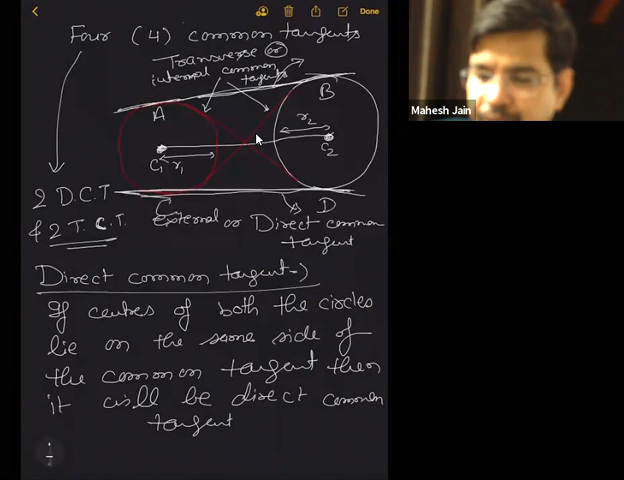 Done
Four (4) common tangents
Transverse or
internal common
tangents
A
B
r2
C1
r1
C2
2 D.C.T
& 2 T.C.T.
C
D
External or Direct common
tangent
Direct common tangent -)
If centres of both the circles
lie on the same side of
the common tangent then
it will be direct common
tangent
Mahesh Jain